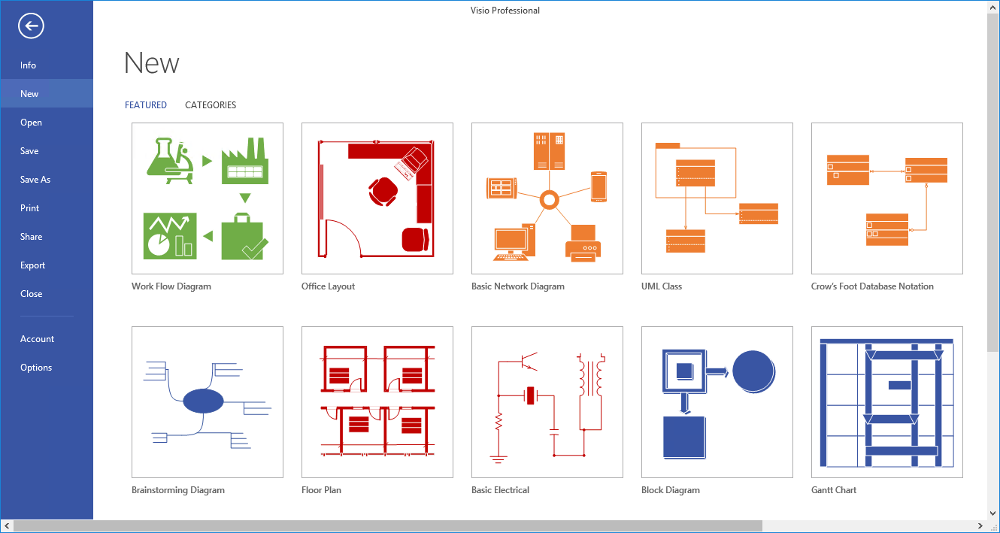 Visio Professional
Info
New
Open
Save
Save As
Print
Share
Export
Close
Account
Options
New
FEATURED CATEGORIES
Work Flow Diagram
Office Layout
Basic Network Diagram
UML Class
Crow's Foot Database Notation
Brainstorming Diagram
Floor Plan
Basic Electrical
Block Diagram
Gantt Chart